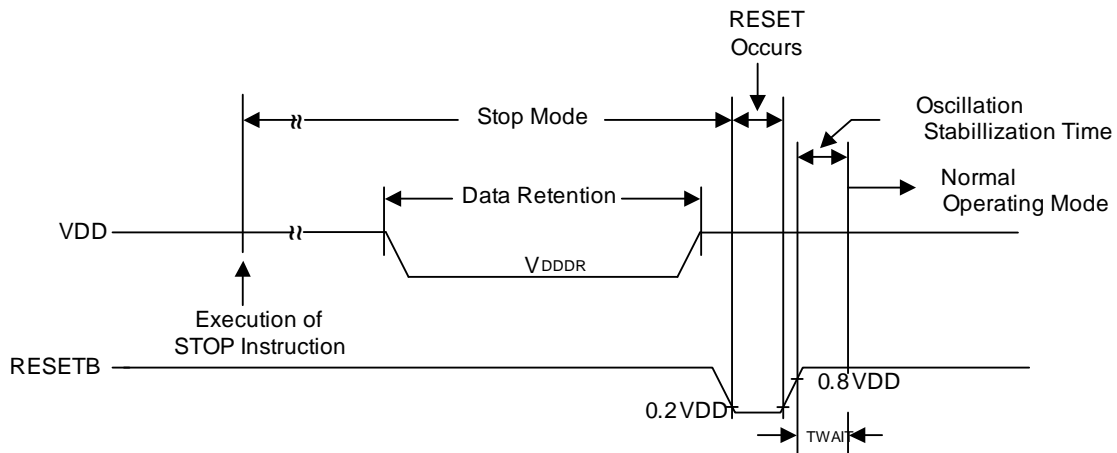 RESET
Occurs
Stop Mode
Oscillation
Stabillization Time
Data Retention
Normal
Operating Mode
VDD
VDDDR
Execution of
STOP Instruction
RESETB
0.8VDD
0.2VDD
TWAIT